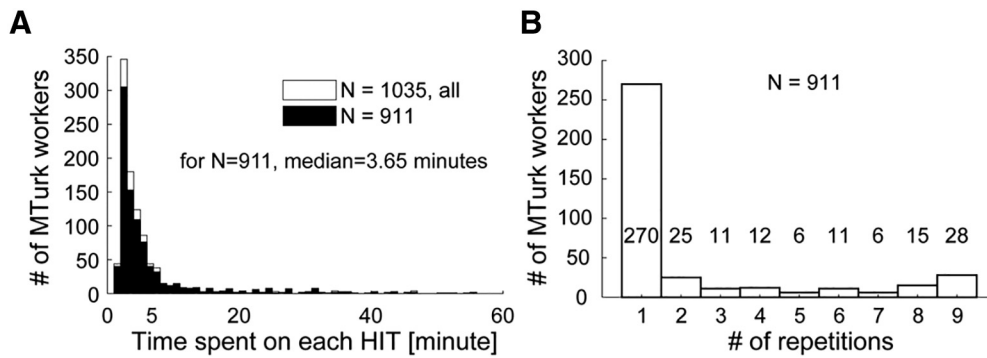 A
# of MTurk workers
350
300
250
200
150
100
50
0
N = 1035, all
N = 911
for N=911, median=3.65 minutes
0 5 20 40 60
Time spent on each HIT [minute]
B
# of MTurk workers
300
250
200
150
100
50
0
N = 911
270 25 11 12 6 11 6 15 28
1 2 3 4 5 6 7 8 9
# of repetitions